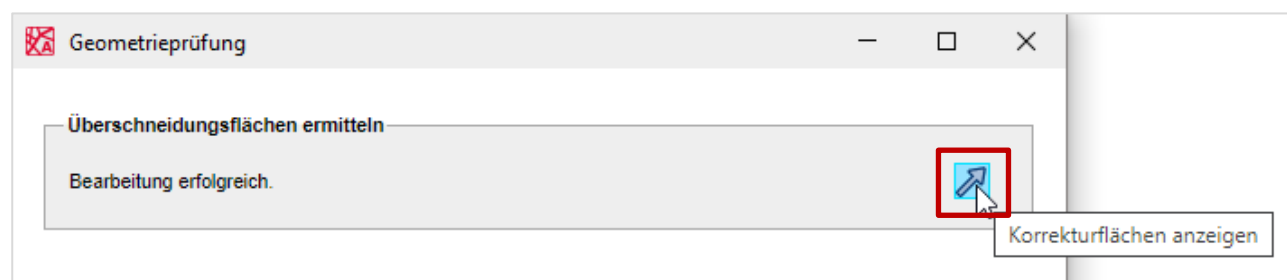 Geometrieprüfung
Überschneidungsflächen ermitteln
Bearbeitung erfolgreich.
Korrekturflächen anzeigen